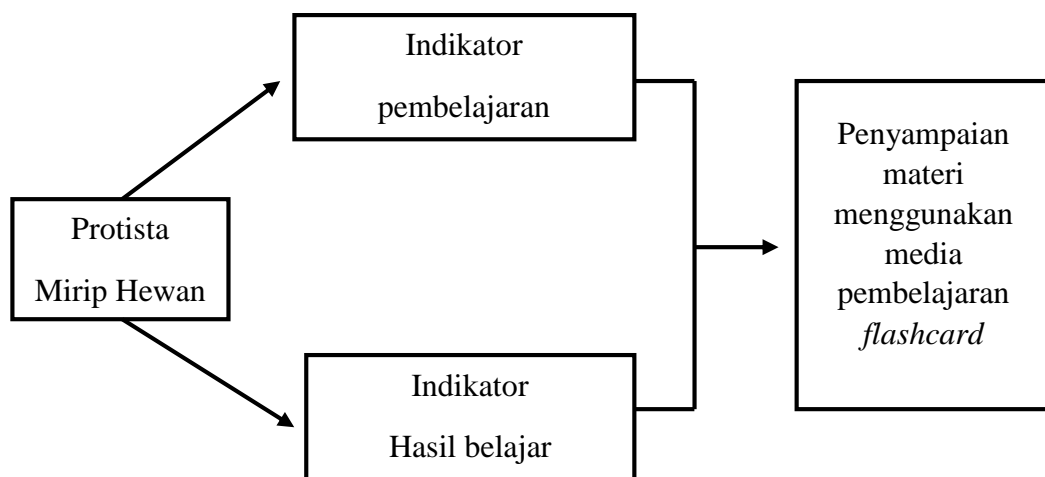 Indikator
pembelajaran
Protista
Mirip Hewan
Indikator
Hasil belajar
Penyampaian
materi
menggunakan
media
pembelajaran
flashcard